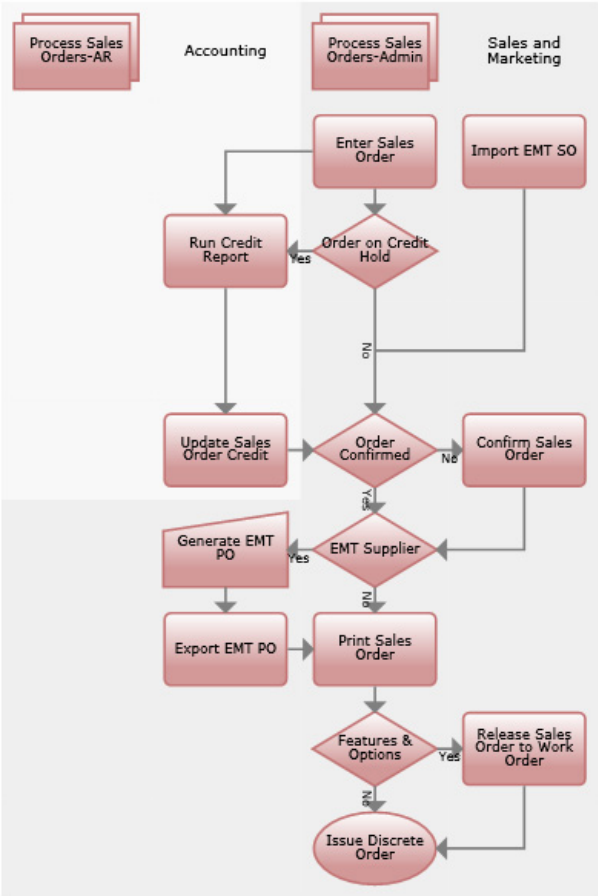 Process Sales
Orders-AR
Accounting
Process Sales
Orders-Admin
Sales and
Marketing
Enter Sales
Order
Import EMT SO
Run Credit
Report
Yes
Order on Credit
Hold
No
Update Sales
Order Credit
Order
Confirmed
No
Confirm Sales
Order
Yes
Generate EMT
PO
Yes
EMT Supplier
No
Export EMT PO
Print Sales
Order
Features &
Options
Yes
Release Sales
Order to Work
Order
No
Issue Discrete
Order